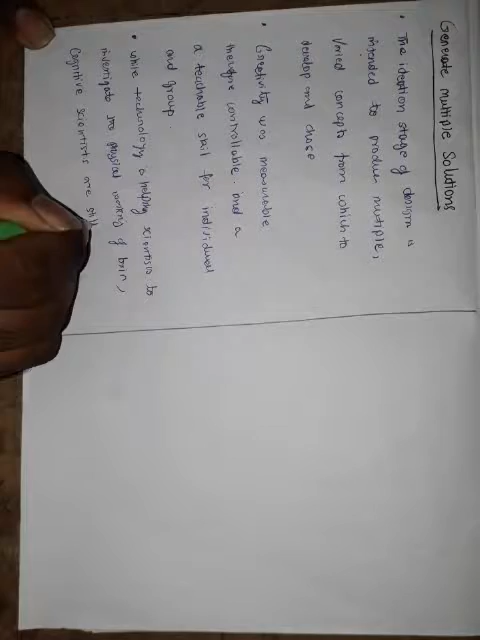 Generate multiple Solutions
• The ideation stage of design is
intended to produce multiple,
varied concepts from which to
develop and chose
• Creativity was measurable
therefore controllable. and a
a teachable skill for individual
and group
• while technology is helping scientists to
investigate the physical working of brain,
Cognitive scientists are still